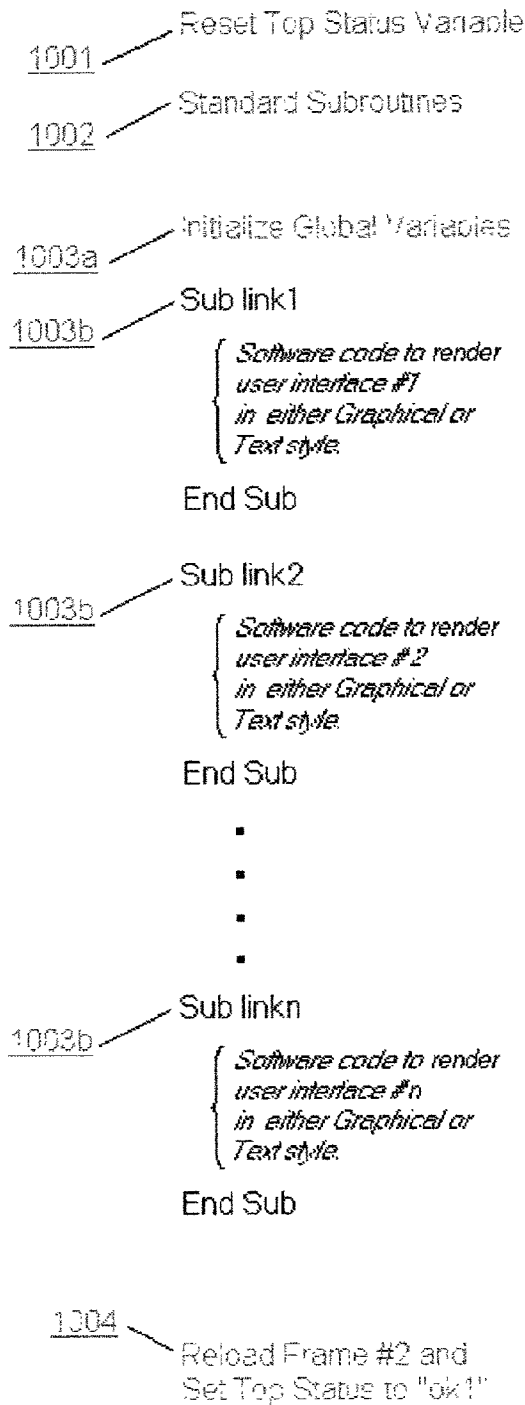 Reset Top Status Variable
1001
Standard Subroutines
1002
Initialize Global Variables
1003a
Sub link1
1003b
Software code to render
user interface #1
in either Graphical or
Text style.
End Sub
Sub link2
1003b
Software code to render
user interface #2
in either Graphical or
Text style.
End Sub
Sub linkn
1003b
Software code to render
user interface #n
in either Graphical or
Text style.
End Sub
1004
Reload Frame #2 and
Set Top Status to "ok1"